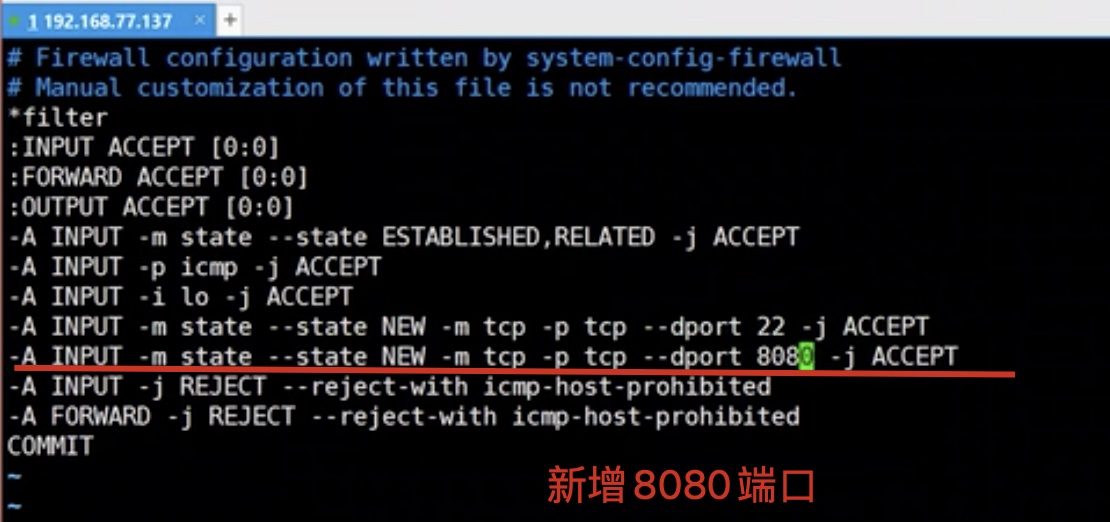 1 192.168.77.137 × +
# Firewall configuration written by system-config-firewall
# Manual customization of this file is not recommended.
*filter
:INPUT ACCEPT [0:0]
:FORWARD ACCEPT [0:0]
:OUTPUT ACCEPT [0:0]
-A INPUT -m state --state ESTABLISHED,RELATED -j ACCEPT
-A INPUT -p icmp -j ACCEPT
-A INPUT -i lo -j ACCEPT
-A INPUT -m state --state NEW -m tcp -p tcp --dport 22 -j ACCEPT
-A INPUT -m state --state NEW -m tcp -p tcp --dport 8080 -j ACCEPT
-A INPUT -j REJECT --reject-with icmp-host-prohibited
-A FORWARD -j REJECT --reject-with icmp-host-prohibited
COMMIT
~
新增8080端口
~